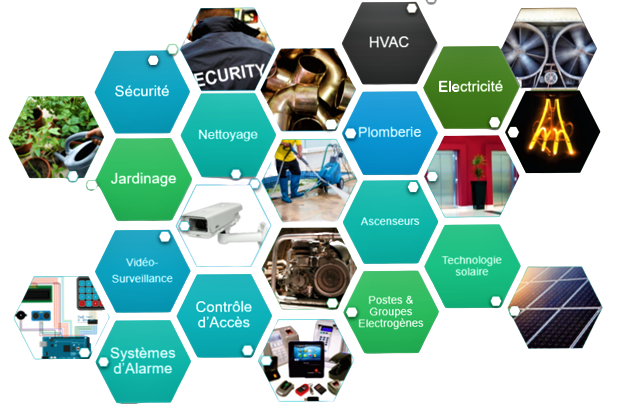 HVAC
Sécurité
ECURITY
Electricité
Nettoyage
Plomberie
Jardinage
Ascenseurs
Vidéo-
Surveillance
Technologie
solaire
Contrôle
d'Accès
Postes &
Groupes
Electrogènes
Systèmes
d'Alarme